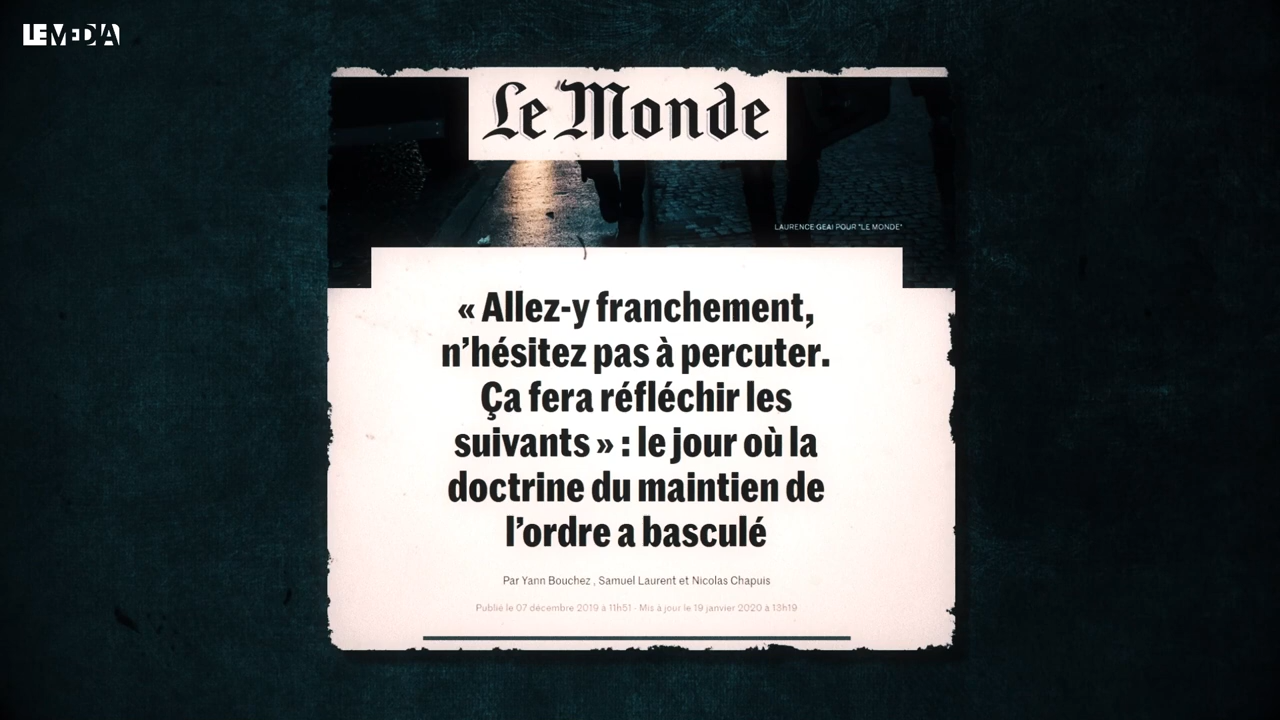 LEMEDIA
Le Monde
LAURENCE GEAI POUR "LE MONDE"
« Allez-y franchement,
n'hésitez pas à percuter.
Ça fera réfléchir les
suivants » : le jour où la
doctrine du maintien de
l'ordre a basculé
Par Yann Bouchez , Samuel Laurent et Nicolas Chapuis
Publié le 07 décembre 2019 à 11h51 - Mis à jour le 19 janvier 2020 à 13h19